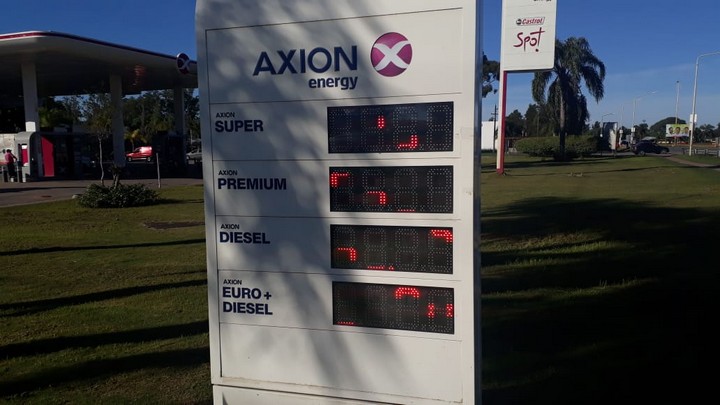 Castrol
Spot
AXION
energy
AXION
SUPER
AXION
PREMIUM
AXION
DIESEL
AXION
EURO+
DIESEL